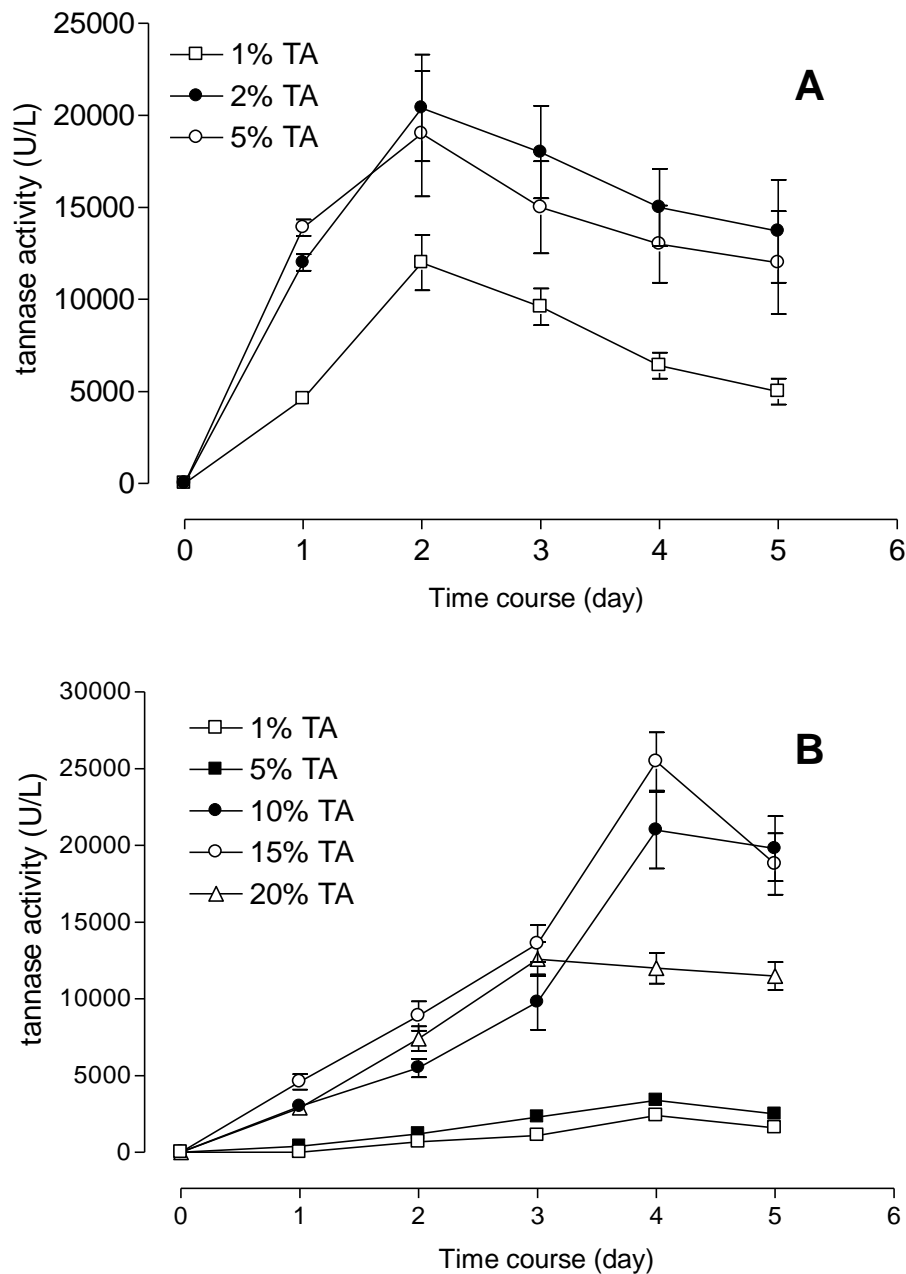 25000
1% TA
A
2% TA
20000
5% TA
15000
10000
5000
0
tannase activity (U/L)
0 1 2 3 4 5 6
Time course (day)
30000
1% TA
B
5% TA
25000
10% TA
15% TA
20000
20% TA
15000
10000
5000
0
tannase activity (U/L)
0 1 2 3 4 5 6
Time course (day)